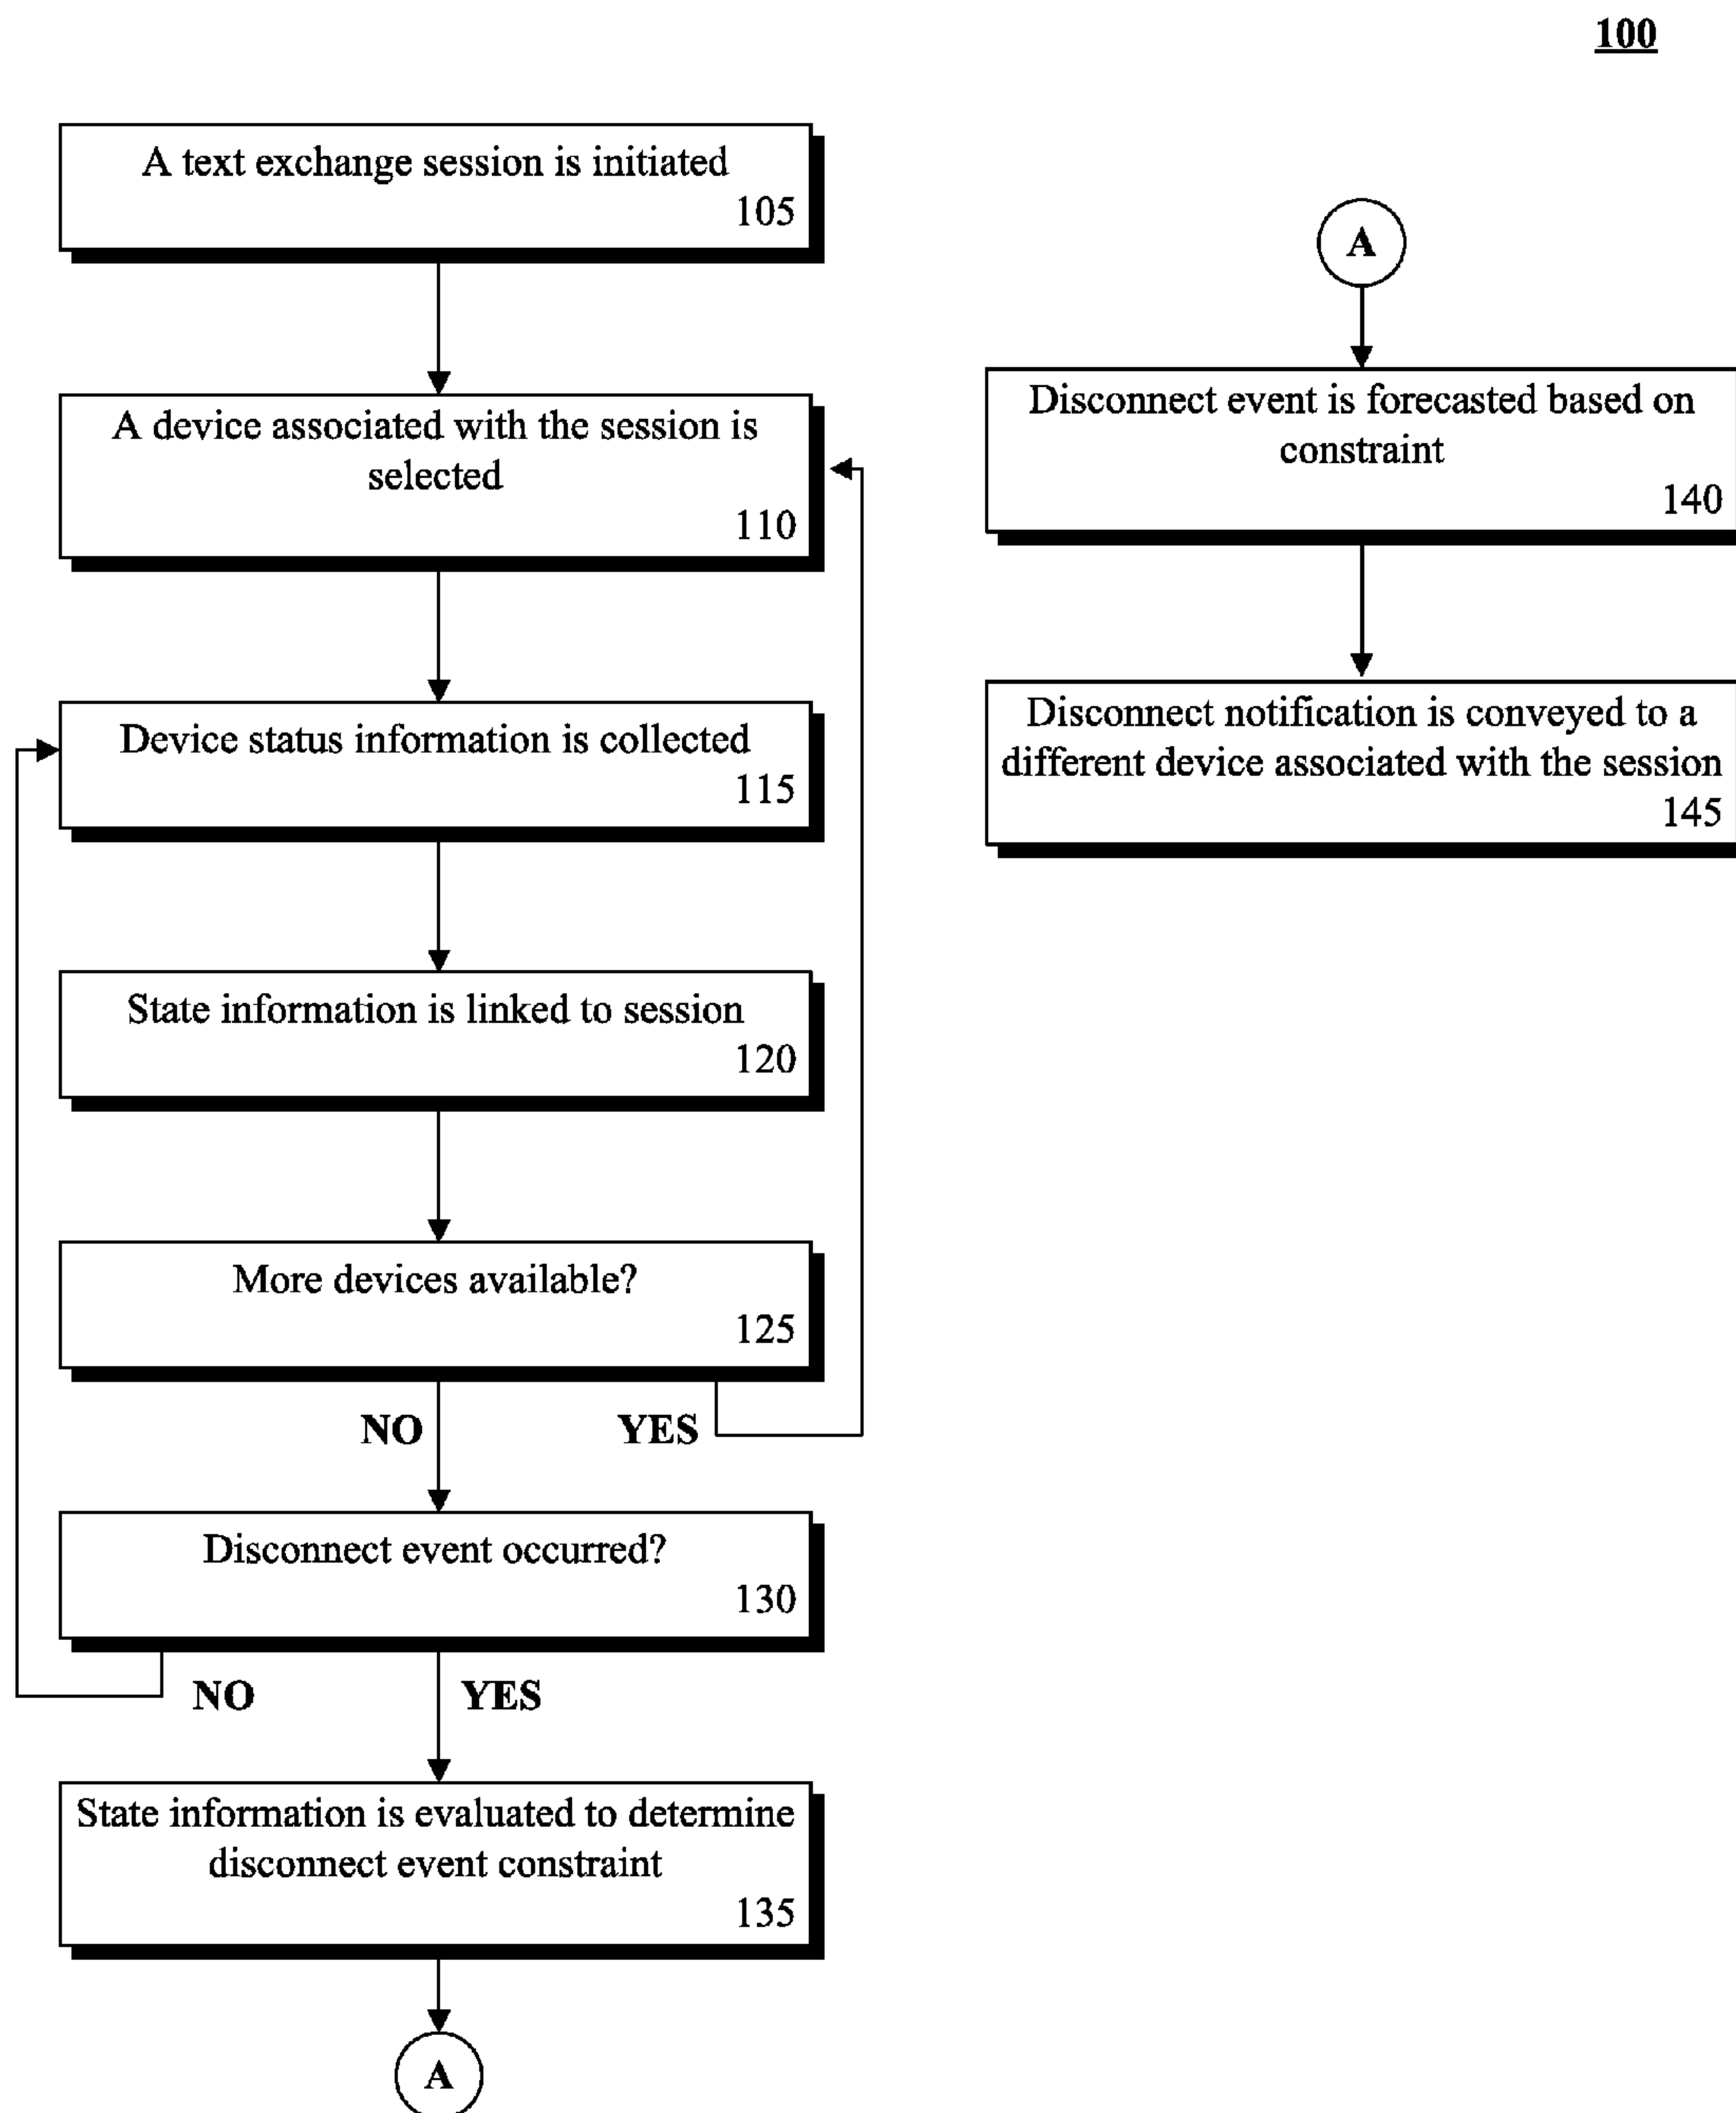 100
A text exchange session is initiated
105
A device associated with the session is
selected
110
Device status information is collected
115
State information is linked to session
120
More devices available?
125
NO
YES
Disconnect event occurred?
130
NO
YES
State information is evaluated to determine
disconnect event constraint
135
A
A
Disconnect event is forecasted based on
constraint
140
Disconnect notification is conveyed to a
different device associated with the session
145